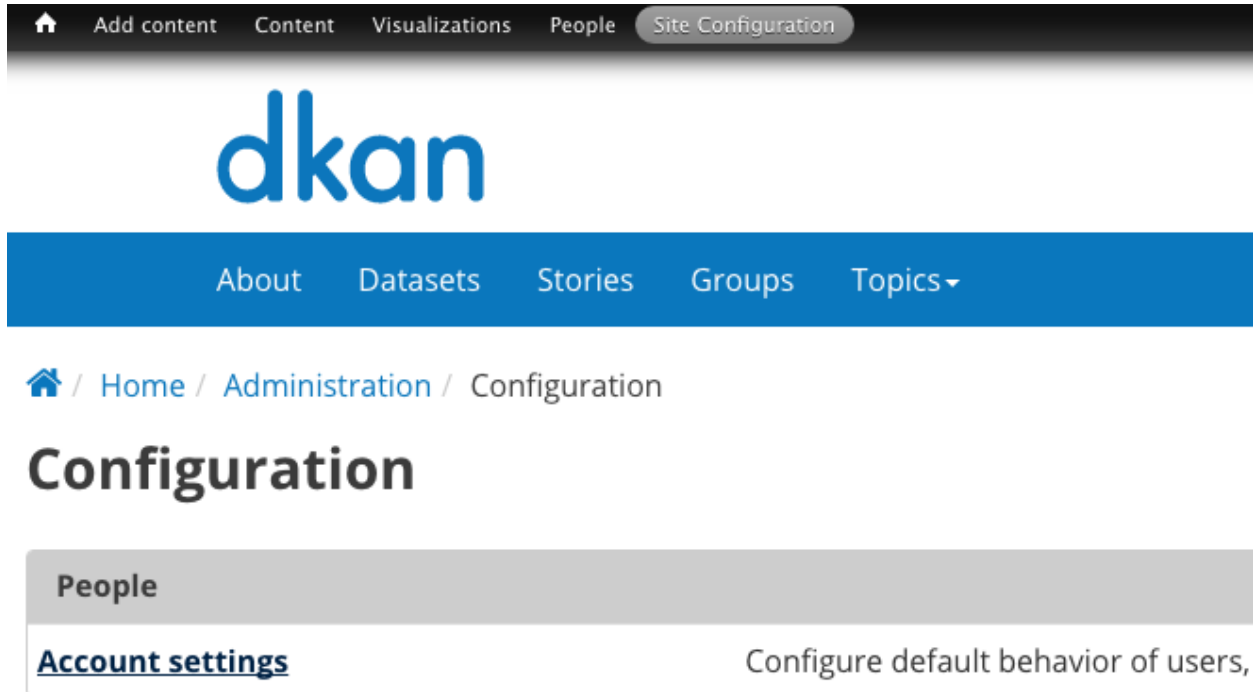 Add content Content Visualizations People Site Configuration
dkan
About Datasets Stories Groups Topics
/ Home / Administration / Configuration
Configuration
People
Account settings Configure default behavior of users,